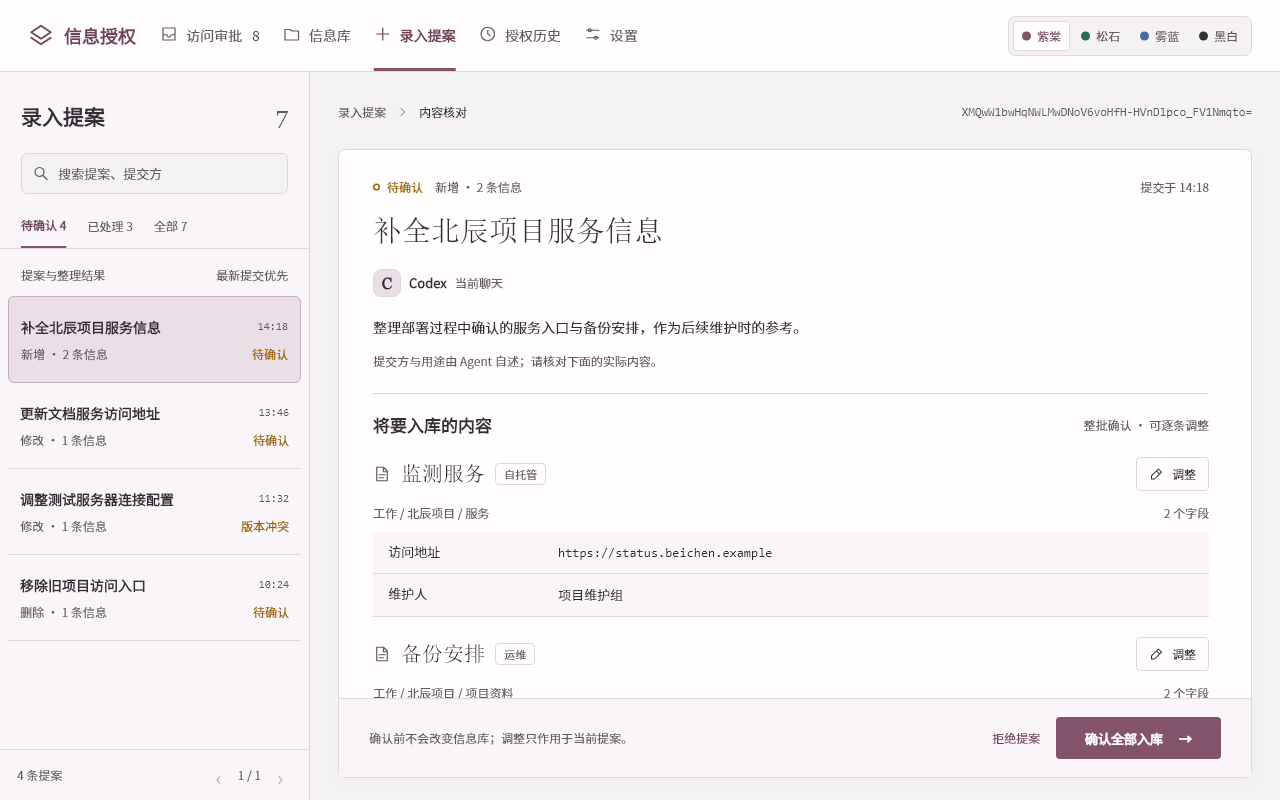 信息授权
访问审批 8
信息库
录入提案
授权历史
设置
紫棠
松石
雾蓝
黑白
录入提案 7
搜索提案、提交方
待确认 4
已处理 3
全部 7
提案与整理结果 最新提交优先
补全北辰项目服务信息 14:18
新增 · 2 条信息 待确认
更新文档服务访问地址 13:46
修改 · 1 条信息 待确认
调整测试服务器连接配置 11:32
修改 · 1 条信息 版本冲突
移除旧项目访问入口 10:24
删除 · 1 条信息 待确认
4 条提案 ‹ 1 / 1 ›
录入提案 > 内容核对 XMQwW1bwHqNWLMwDNoV6voHfH-HVnDlpco_FV1Nmqto=
待确认 新增 · 2 条信息 提交于 14:18
补全北辰项目服务信息
C Codex 当前聊天
整理部署过程中确认的服务入口与备份安排，作为后续维护时的参考。
提交方与用途由 Agent 自述；请核对下面的实际内容。
将要入库的内容 整批确认 · 可逐条调整
监测服务 自托管 调整
工作 / 北辰项目 / 服务 2 个字段
访问地址 https://status.beichen.example
维护人 项目维护组
备份安排 运维 调整
工作 / 北辰项目 / 项目资料 2 个字段
确认前不会改变信息库；调整只作用于当前提案。 拒绝提案 确认全部入库 →